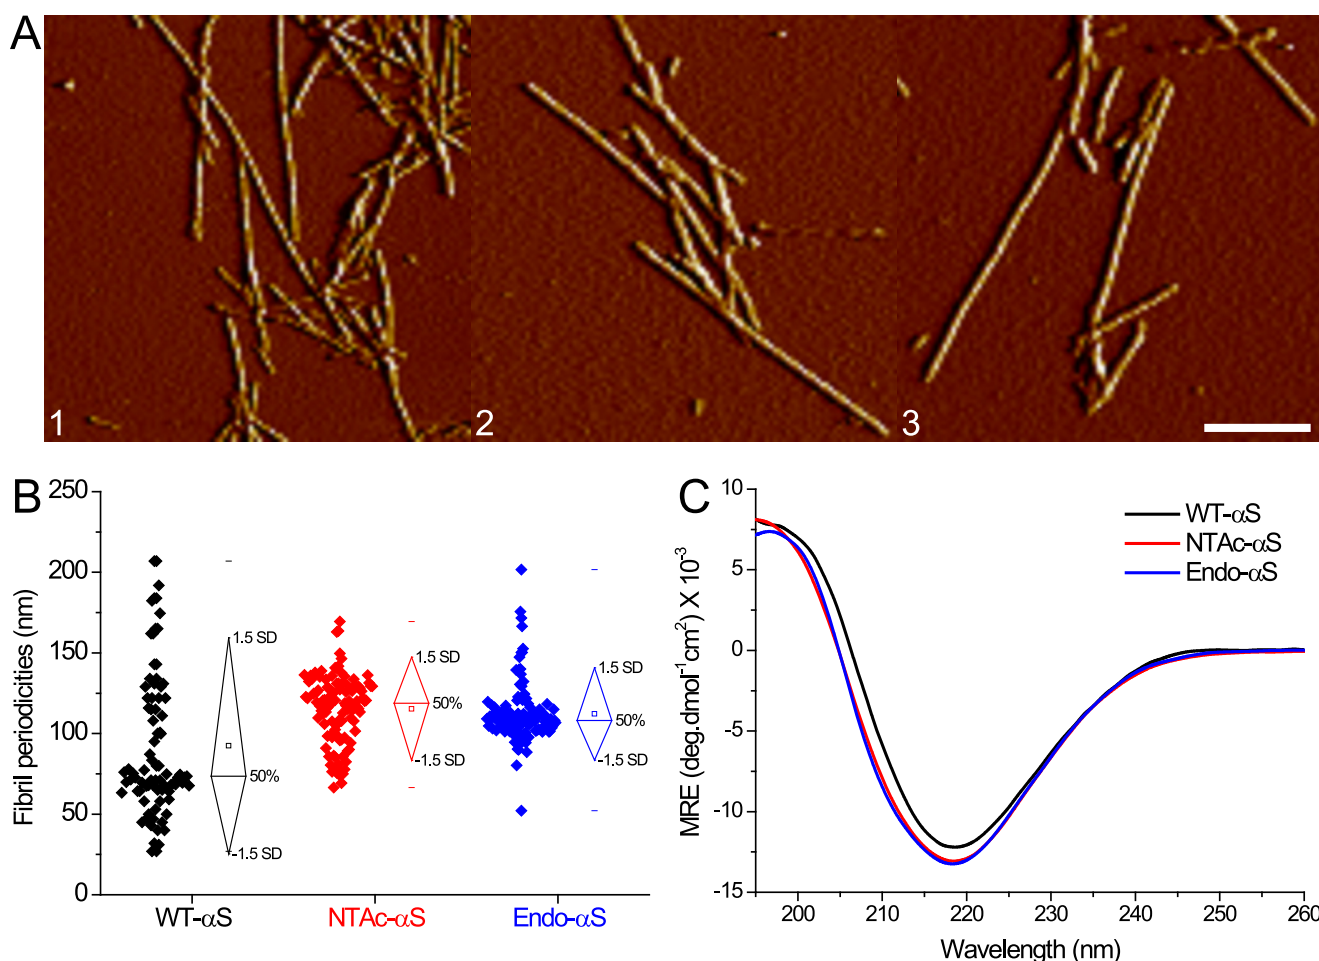 A
1
2
3
B
250
200
150
100
50
0
Fibril periodicities (nm)
1.5 SD
50%
-1.5 SD
1.5 SD
50%
-1.5 SD
1.5 SD
50%
-1.5 SD
WT-αS
NTAc-αS
Endo-αS
C
10
5
0
-5
-10
-15
MRE (deg.dmol⁻¹cm²) X 10⁻³
WT-αS
NTAc-αS
Endo-αS
200 210 220 230 240 250 260
Wavelength (nm)